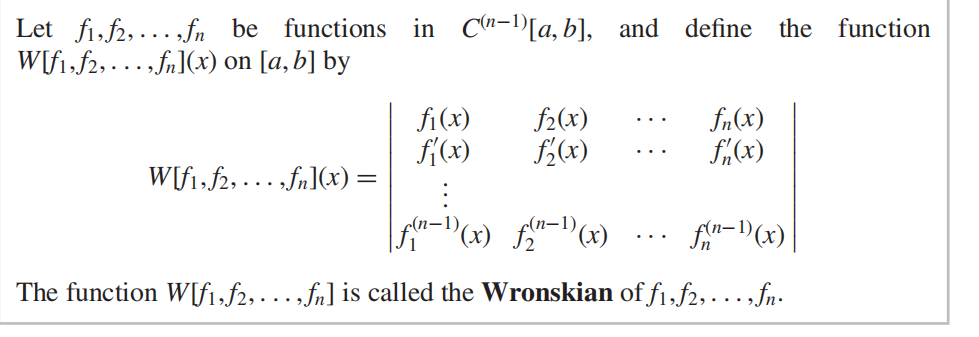 Let f₁, f₂, . . . , fₙ be functions in C⁽ⁿ⁻¹⁾[a, b], and define the function
W[f₁, f₂, . . . , fₙ](x) on [a, b] by
f₁(x) f₂(x) · · · fₙ(x)
f₁′(x) f₂′(x) · · · fₙ′(x)
W[f₁, f₂, . . . , fₙ](x) =
⋮
f₁⁽ⁿ⁻¹⁾(x) f₂⁽ⁿ⁻¹⁾(x) · · · fₙ⁽ⁿ⁻¹⁾(x)
The function W[f₁, f₂, . . . , fₙ] is called the Wronskian of f₁, f₂, . . . , fₙ.